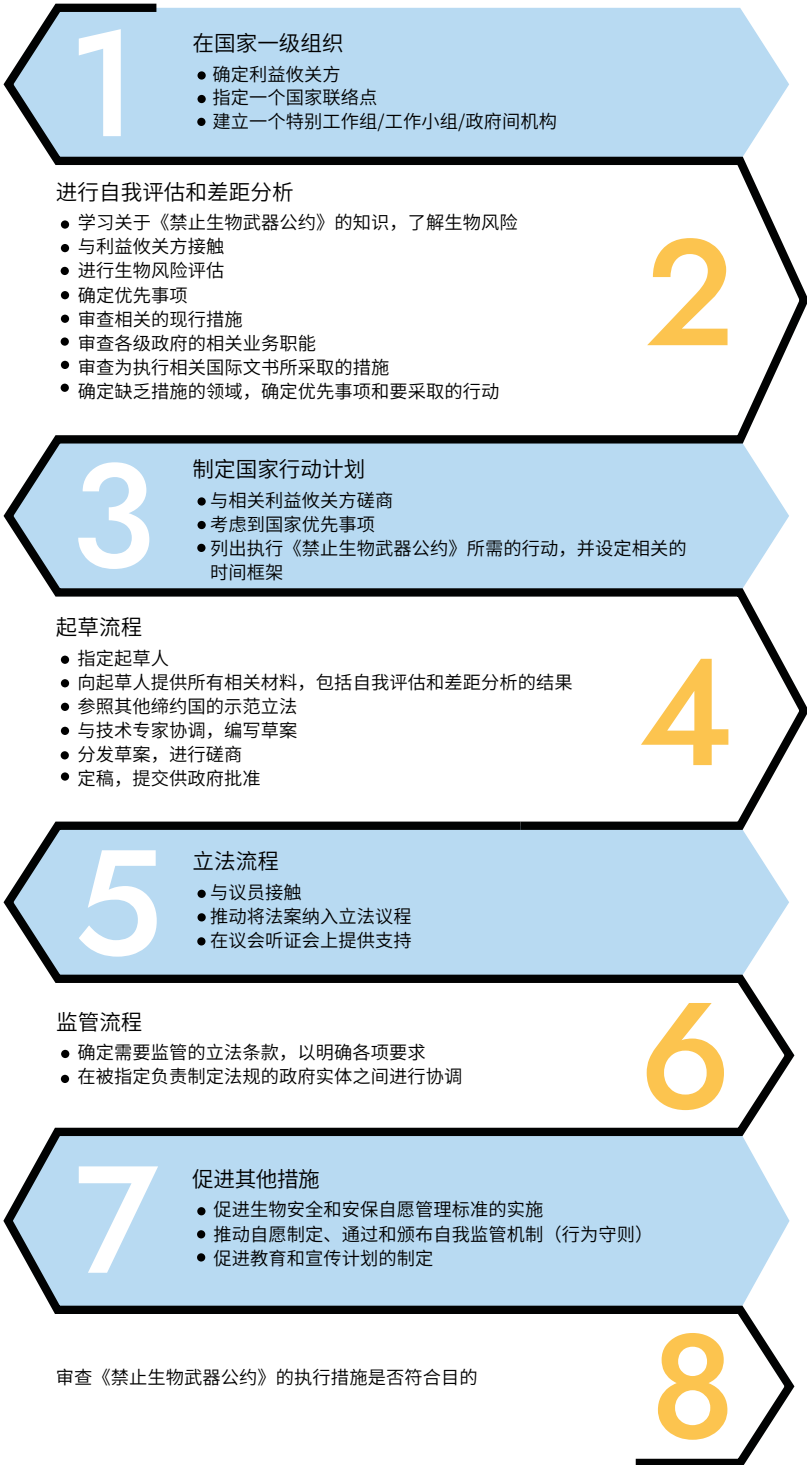 1
在国家一级组织
● 确定利益攸关方
● 指定一个国家联络点
● 建立一个特别工作组/工作小组/政府间机构
进行自我评估和差距分析
● 学习关于《禁止生物武器公约》的知识，了解生物风险
● 与利益攸关方接触
● 进行生物风险评估
● 确定优先事项
● 审查相关的现行措施
● 审查各级政府的相关业务职能
● 审查为执行相关国际文书所采取的措施
● 确定缺乏措施的领域，确定优先事项和要采取的行动
2
3
制定国家行动计划
● 与相关利益攸关方磋商
● 考虑到国家优先事项
● 列出执行《禁止生物武器公约》所需的行动，并设定相关的
时间框架
起草流程
● 指定起草人
● 向起草人提供所有相关材料，包括自我评估和差距分析的结果
● 参照其他缔约国的示范立法
● 与技术专家协调，编写草案
● 分发草案，进行磋商
● 定稿，提交供政府批准
4
5
立法流程
● 与议员接触
● 推动将法案纳入立法议程
● 在议会听证会上提供支持
监管流程
● 确定需要监管的立法条款，以明确各项要求
● 在被指定负责制定法规的政府实体之间进行协调
6
7
促进其他措施
● 促进生物安全和安保自愿管理标准的实施
● 推动自愿制定、通过和颁布自我监管机制（行为守则）
● 促进教育和宣传计划的制定
审查《禁止生物武器公约》的执行措施是否符合目的
8